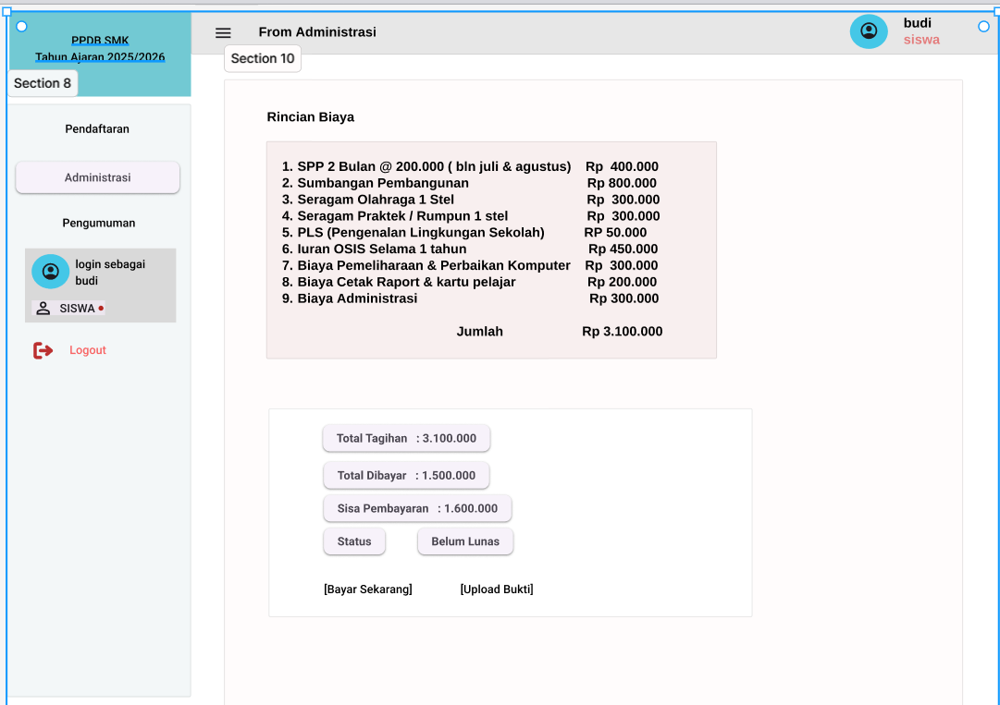 PPDB SMK
Tahun Ajaran 2025/2026
Section 8
Pendaftaran
Administrasi
Pengumuman
login sebagai
budi
SISWA
Logout
From Administrasi
budi
siswa
Section 10
Rincian Biaya
1. SPP 2 Bulan @ 200.000 ( bln juli & agustus) Rp 400.000
2. Sumbangan Pembangunan Rp 800.000
3. Seragam Olahraga 1 Stel Rp 300.000
4. Seragam Praktek / Rumpun 1 stel Rp 300.000
5. PLS (Pengenalan Lingkungan Sekolah) RP 50.000
6. Iuran OSIS Selama 1 tahun Rp 450.000
7. Biaya Pemeliharaan & Perbaikan Komputer Rp 300.000
8. Biaya Cetak Raport & kartu pelajar Rp 200.000
9. Biaya Administrasi Rp 300.000
Jumlah Rp 3.100.000
Total Tagihan : 3.100.000
Total Dibayar : 1.500.000
Sisa Pembayaran : 1.600.000
Status Belum Lunas
[Bayar Sekarang] [Upload Bukti]